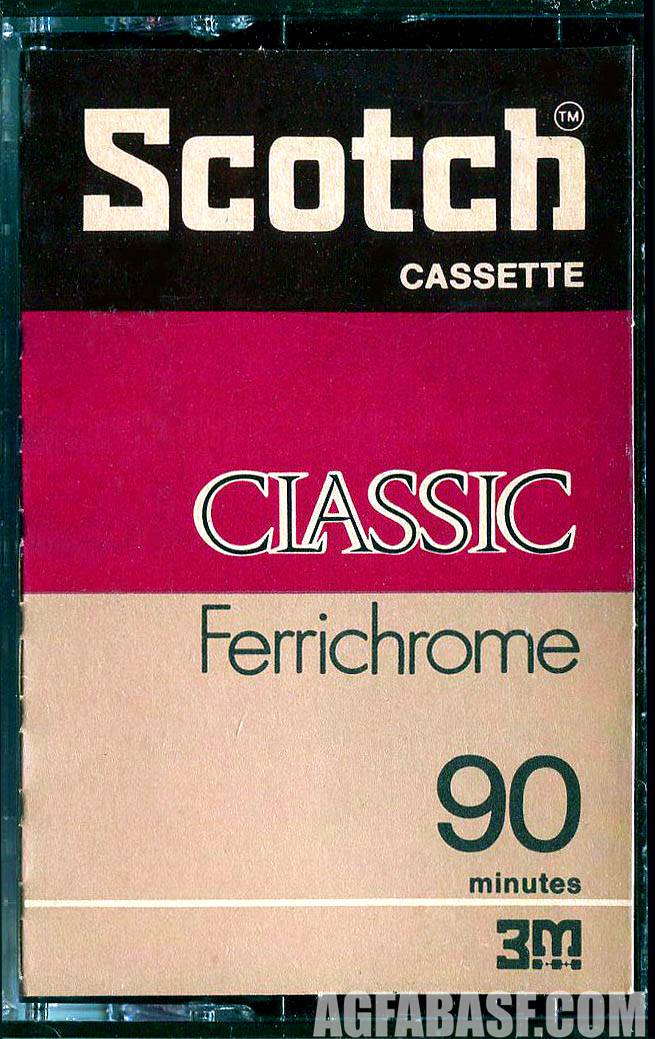 Scotch™
CASSETTE
CLASSIC
Ferrichrome
90
minutes
3M
AGFABASF.COM